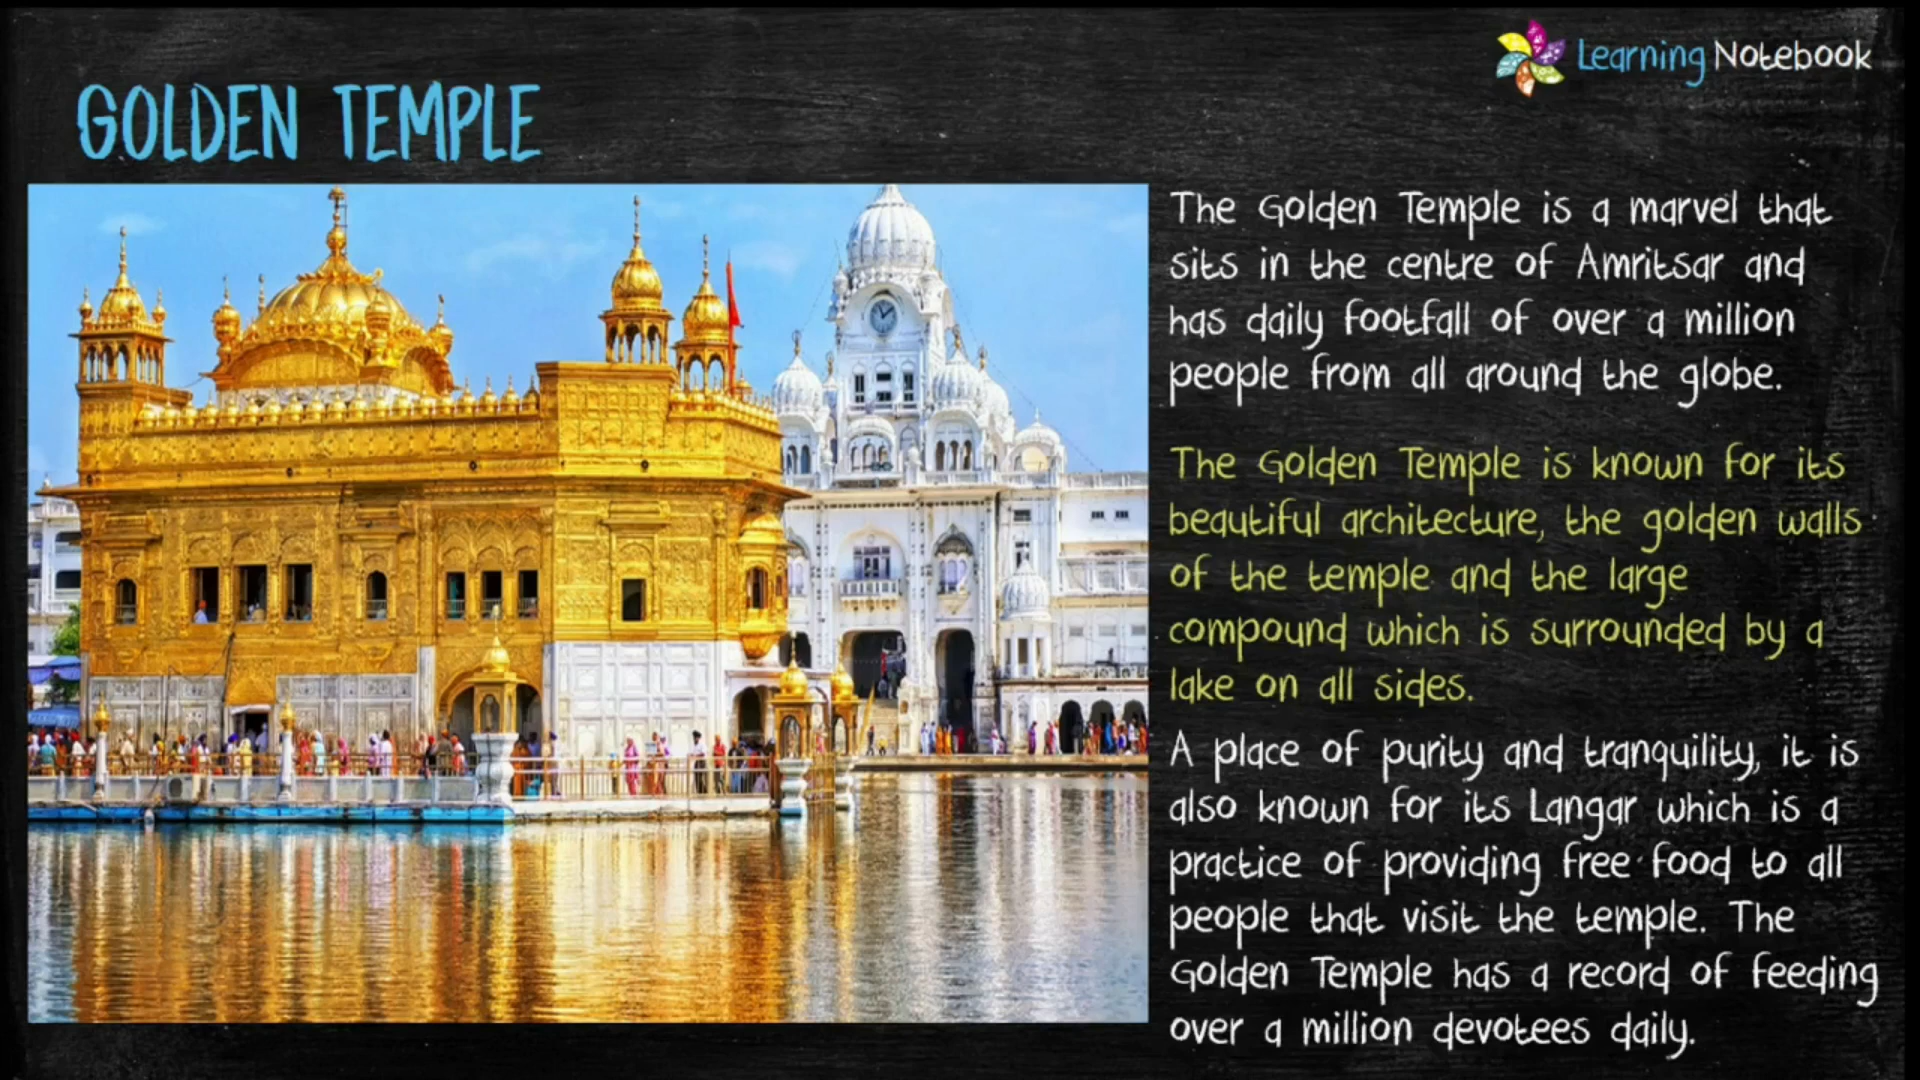 Learning Notebook
GOLDEN TEMPLE
The Golden Temple is a marvel that
sits in the centre of Amritsar and
has daily footfall of over a million
people from all around the globe.
The Golden Temple is known for its
beautiful architecture, the golden walls
of the temple and the large
compound which is surrounded by a
lake on all sides.
A place of purity and tranquility, it is
also known for its Langar which is a
practice of providing free food to all
people that visit the temple. The
Golden Temple has a record of feeding
over a million devotees daily.